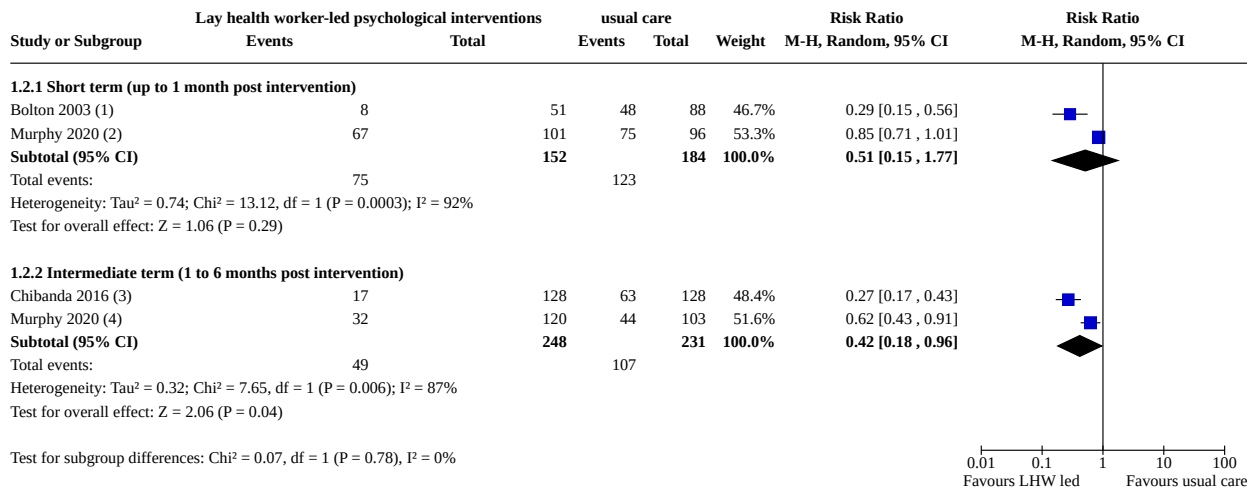 Lay health worker-led psychological interventions usual care Risk Ratio Risk Ratio
Study or Subgroup Events Total Events Total Weight M-H, Random, 95% CI M-H, Random, 95% CI
1.2.1 Short term (up to 1 month post intervention)
Bolton 2003 (1) 8 51 48 88 46.7% 0.29 [0.15 , 0.56]
Murphy 2020 (2) 67 101 75 96 53.3% 0.85 [0.71 , 1.01]
Subtotal (95% CI) 152 184 100.0% 0.51 [0.15 , 1.77]
Total events: 75 123
Heterogeneity: Tau² = 0.74; Chi² = 13.12, df = 1 (P = 0.0003); I² = 92%
Test for overall effect: Z = 1.06 (P = 0.29)
1.2.2 Intermediate term (1 to 6 months post intervention)
Chibanda 2016 (3) 17 128 63 128 48.4% 0.27 [0.17 , 0.43]
Murphy 2020 (4) 32 120 44 103 51.6% 0.62 [0.43 , 0.91]
Subtotal (95% CI) 248 231 100.0% 0.42 [0.18 , 0.96]
Total events: 49 107
Heterogeneity: Tau² = 0.32; Chi² = 7.65, df = 1 (P = 0.006); I² = 87%
Test for overall effect: Z = 2.06 (P = 0.04)
Test for subgroup differences: Chi² = 0.07, df = 1 (P = 0.78), I² = 0%
0.01 0.1 1 10 100
Favours LHW led Favours usual care